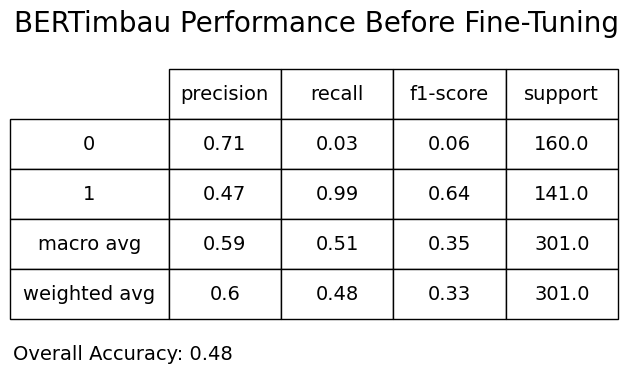 BERTimbau Performance Before Fine-Tuning
precision recall f1-score support
0 0.71 0.03 0.06 160.0
1 0.47 0.99 0.64 141.0
macro avg 0.59 0.51 0.35 301.0
weighted avg 0.6 0.48 0.33 301.0
Overall Accuracy: 0.48